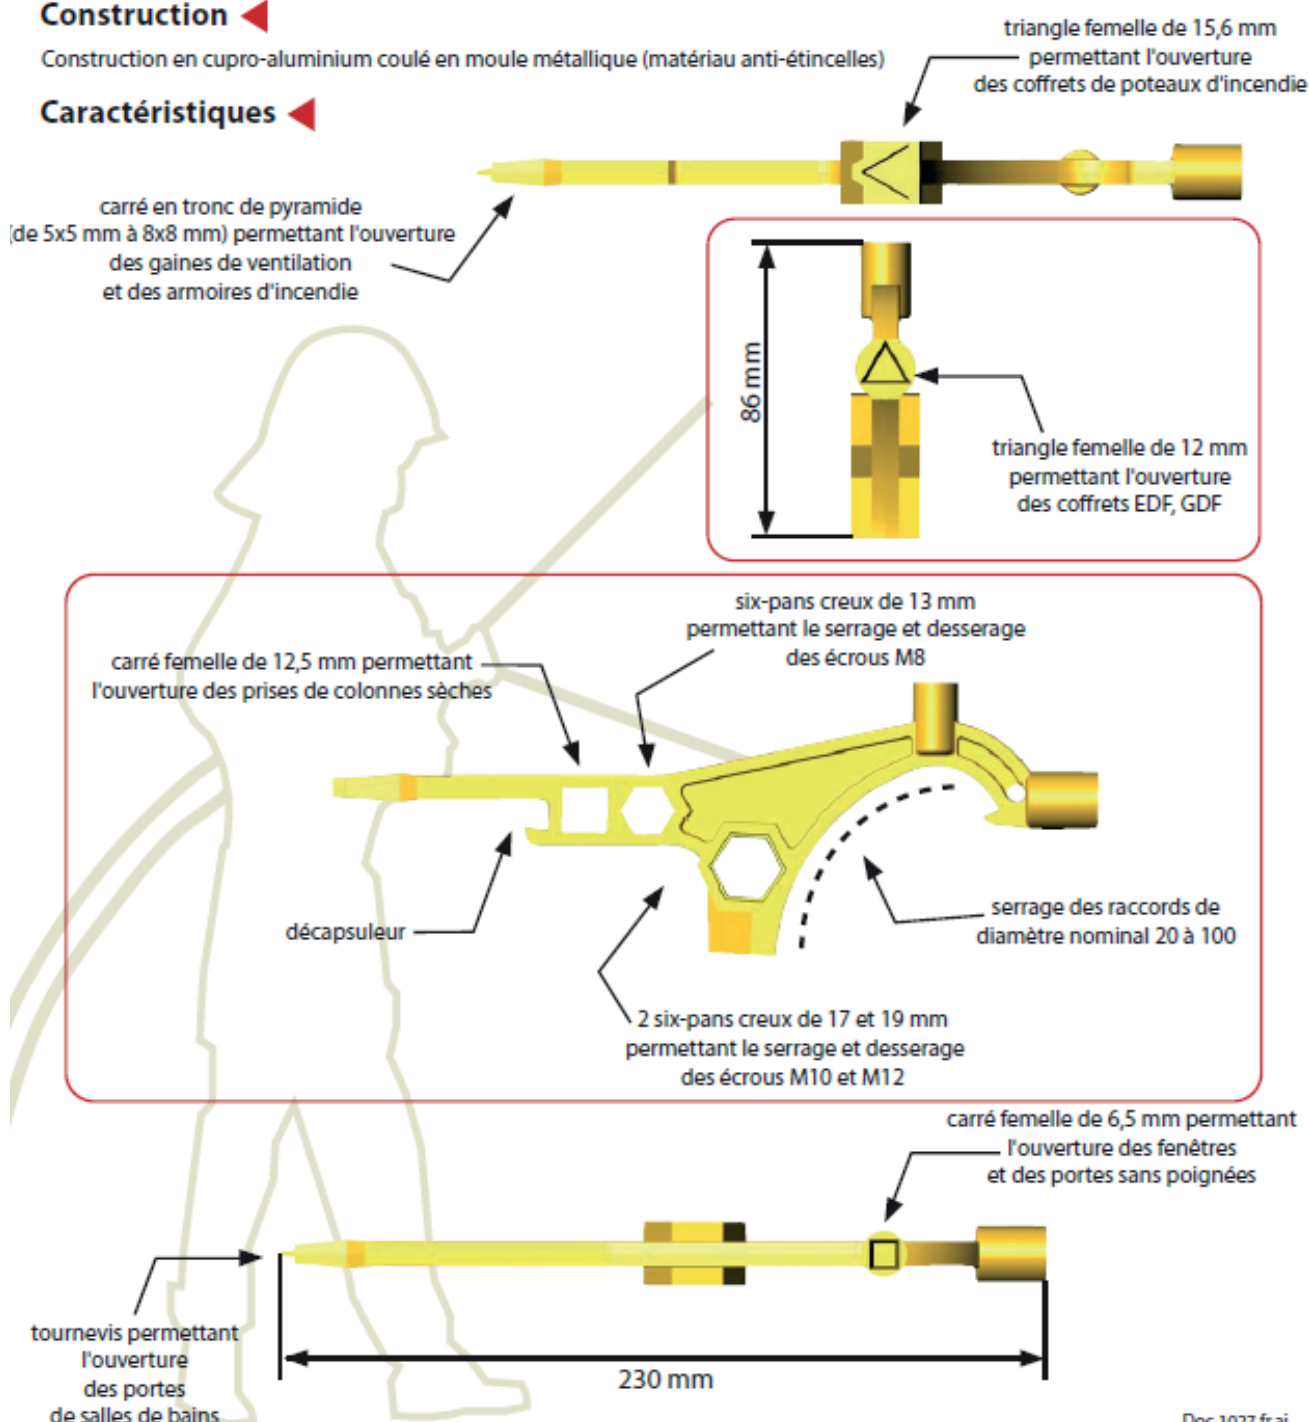 Construction
Construction en cupro-aluminium coulé en moule métallique (matériau anti-étincelles)
Caractéristiques
triangle femelle de 15,6 mm
permettant l'ouverture
des coffrets de poteaux d'incendie
carré en tronc de pyramide
(de 5x5 mm à 8x8 mm) permettant l'ouverture
des gaines de ventilation
et des armoires d'incendie
86 mm
triangle femelle de 12 mm
permettant l'ouverture
des coffrets EDF, GDF
six-pans creux de 13 mm
permettant le serrage et desserage
des écrous M8
carré femelle de 12,5 mm permettant
l'ouverture des prises de colonnes sèches
décapsuleur
serrage des raccords de
diamètre nominal 20 à 100
2 six-pans creux de 17 et 19 mm
permettant le serrage et desserage
des écrous M10 et M12
carré femelle de 6,5 mm permettant
l'ouverture des fenêtres
et des portes sans poignées
tournevis permettant
l'ouverture
des portes
de salles de bains
230 mm
Doc 1027 fr ai